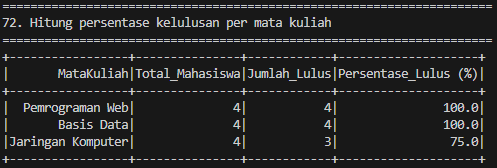 72. Hitung persentase kelulusan per mata kuliah
| MataKuliah|Total_Mahasiswa|Jumlah_Lulus|Persentase_Lulus (%)|
| Pemrograman Web| 4| 4| 100.0|
| Basis Data| 4| 4| 100.0|
|Jaringan Komputer| 4| 3| 75.0|